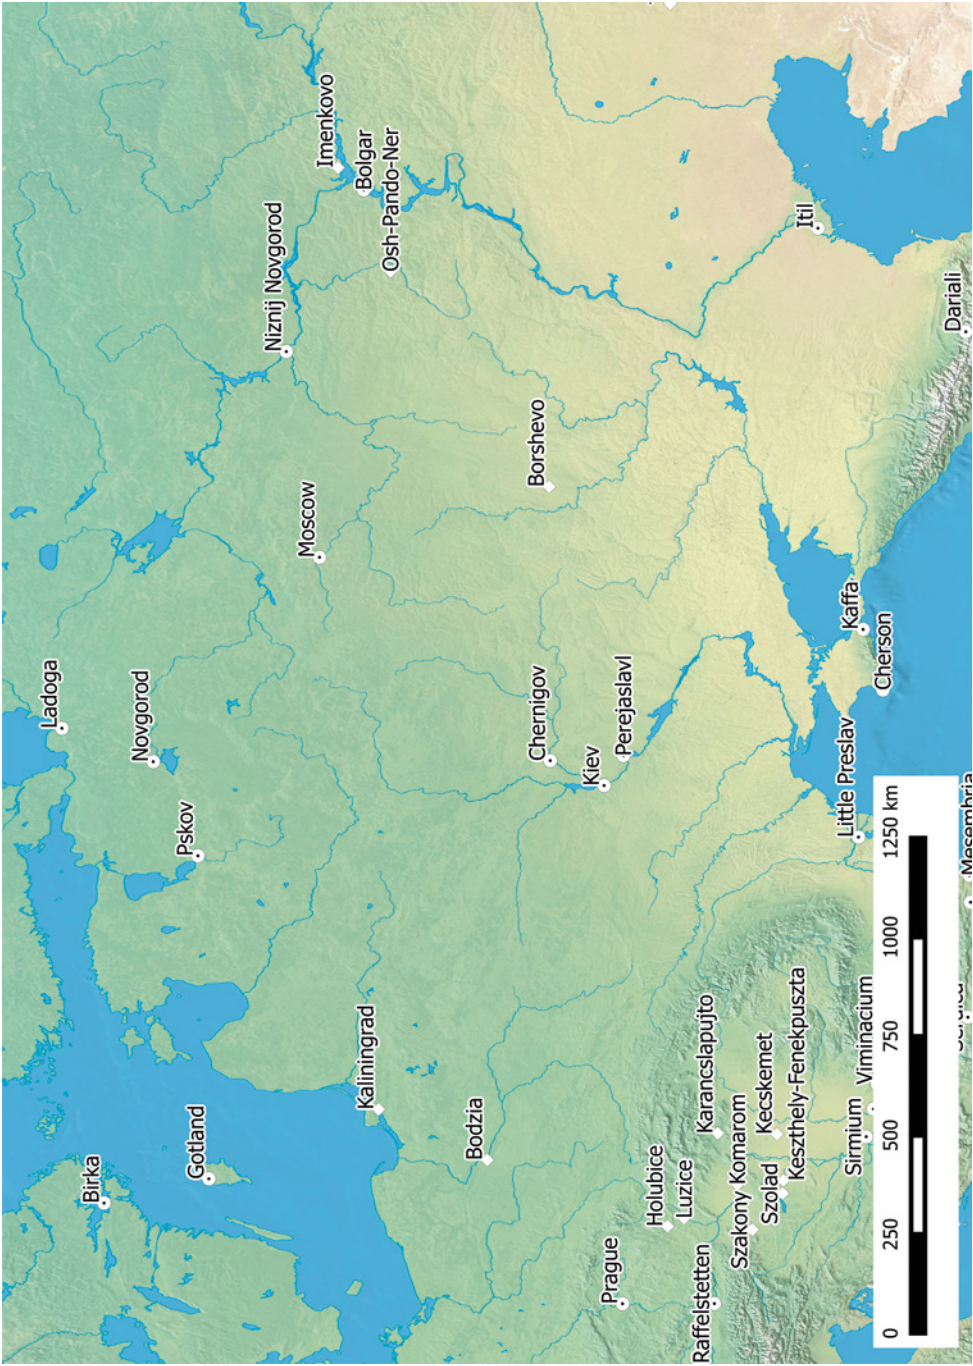 Ladoga
Birka
Novgorod
Gotland
Pskov
Niznij Novgorod
Moscow
Imenkovo
Bolgar
Osh-Pando-Ner
Kaliningrad
Bodzia
Borshevo
Chernigov
Kiev
Perejaslavl
Prague
Holubice
Luzice
Raffelstetten
Karancslapujto
Szakony Komarom
Kecskemet
Szolad
Keszthely-Fenekpuszta
Itil
Kaffa
Cherson
Little Preslav
Sirmium
Viminacium
Dariali
Mesembria
0 250 500 750 1000 1250 km